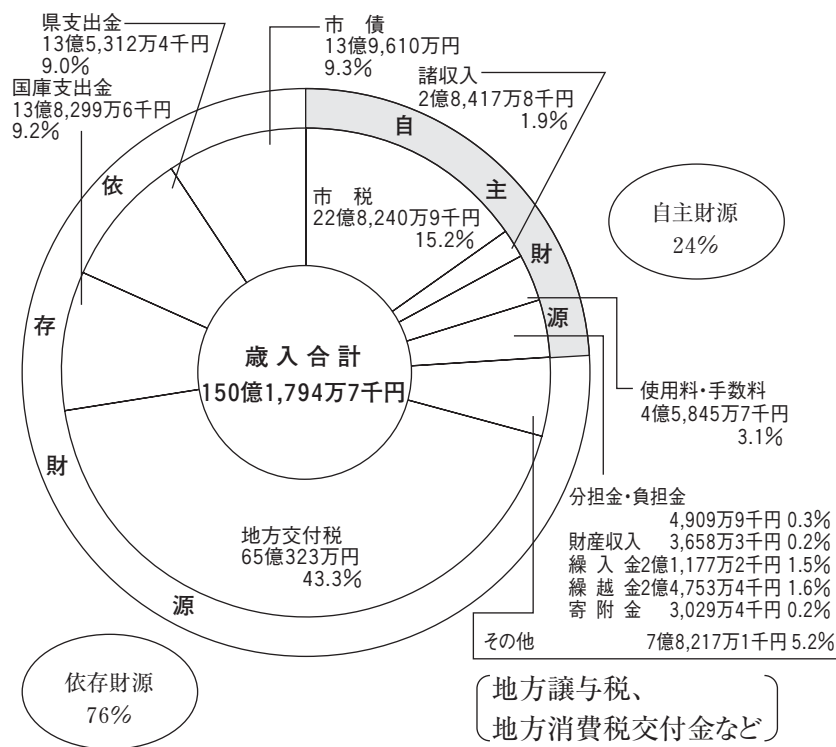 県支出金
13億5,312万4千円
9.0%
国庫支出金
13億8,299万6千円
9.2%
市　債
13億9,610万円
9.3%
諸収入
2億8,417万8千円
1.9%
自
主
財
源
依
存
財
源
市　税
22億8,240万9千円
15.2%
自主財源
24%
歳入合計
150億1,794万7千円
使用料・手数料
4億5,845万7千円
3.1%
分担金・負担金
4,909万9千円 0.3%
財産収入　3,658万3千円 0.2%
繰 入 金2億1,177万2千円 1.5%
繰 越 金2億4,753万4千円 1.6%
寄 附 金　3,029万4千円 0.2%
その他　7億8,217万1千円 5.2%
地方交付税
65億323万円
43.3%
依存財源
76%
地方譲与税、
地方消費税交付金など